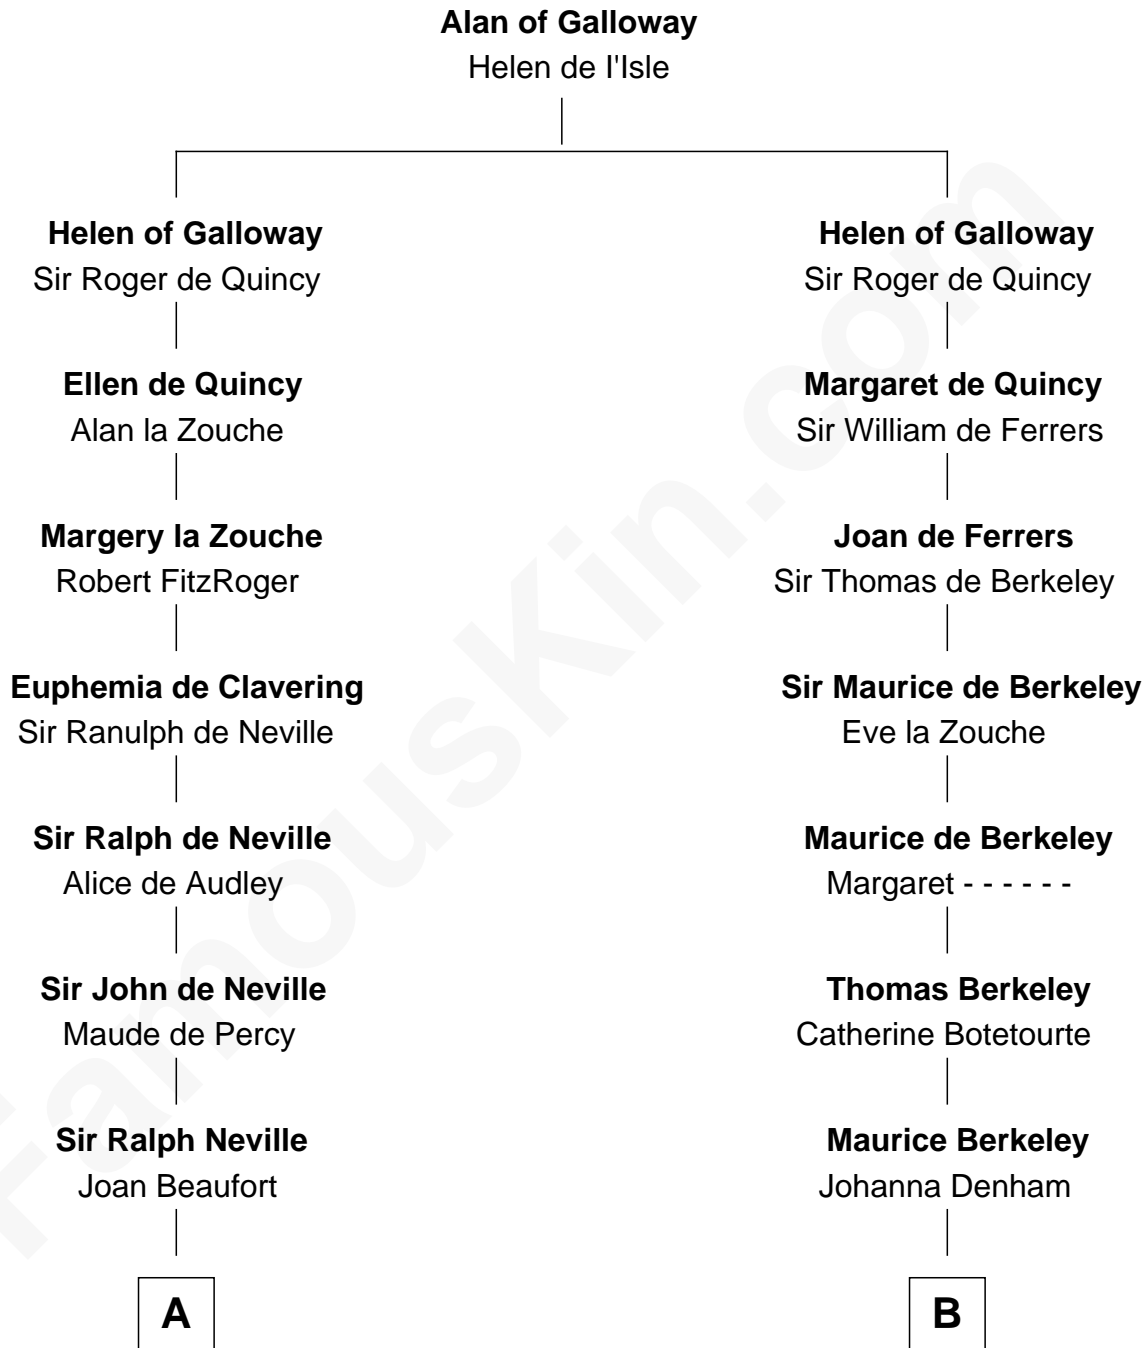 Alan of Galloway
Helen de I'Isle
Helen of Galloway
Sir Roger de Quincy
Helen of Galloway
Sir Roger de Quincy
Ellen de Quincy
Alan la Zouche
Margaret de Quincy
Sir William de Ferrers
Margery la Zouche
Robert FitzRoger
Joan de Ferrers
Sir Thomas de Berkeley
Euphemia de Clavering
Sir Ranulph de Neville
Sir Maurice de Berkeley
Eve la Zouche
Sir Ralph de Neville
Alice de Audley
Maurice de Berkeley
Margaret - - - - - -
Sir John de Neville
Maude de Percy
Thomas Berkeley
Catherine Botetourte
Sir Ralph Neville
Joan Beaufort
Maurice Berkeley
Johanna Denham
A
B
FamousKin.com